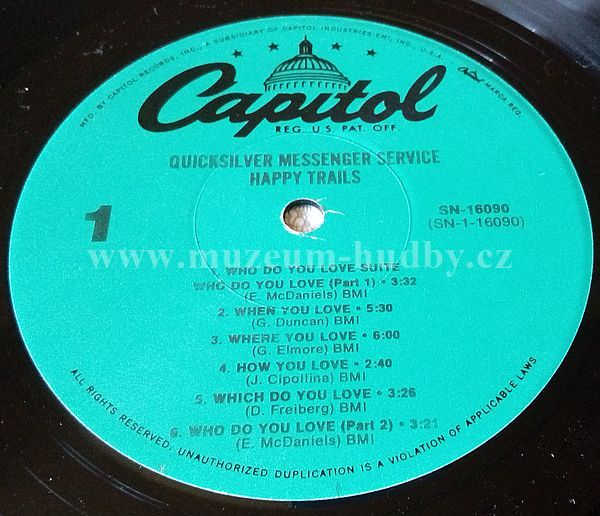 MFD. BY CAPITOL RECORDS, INC., A SUBSIDIARY OF CAPITOL INDUSTRIES-EMI, INC., U.S.A.
Capitol MARCA REG.
Capitol
REG. U.S. PAT. OFF.
QUICKSILVER MESSENGER SERVICE
HAPPY TRAILS
1
SN-16090
(SN-1-16090)
www.muzeum-hudby.cz
1. WHO DO YOU LOVE SUITE
WHO DO YOU LOVE (Part 1) • 3:32
(E. McDaniels) BMI
2. WHEN YOU LOVE • 5:30
(G. Duncan) BMI
3. WHERE YOU LOVE • 6:00
(G. Elmore) BMI
4. HOW YOU LOVE • 2:40
(J. Cipollina) BMI
5. WHICH DO YOU LOVE • 3:26
(D. Freiberg) BMI
6. WHO DO YOU LOVE (Part 2) • 3:21
(E. McDaniels) BMI
ALL RIGHTS RESERVED, UNAUTHORIZED DUPLICATION IS A VIOLATION OF APPLICABLE LAWS